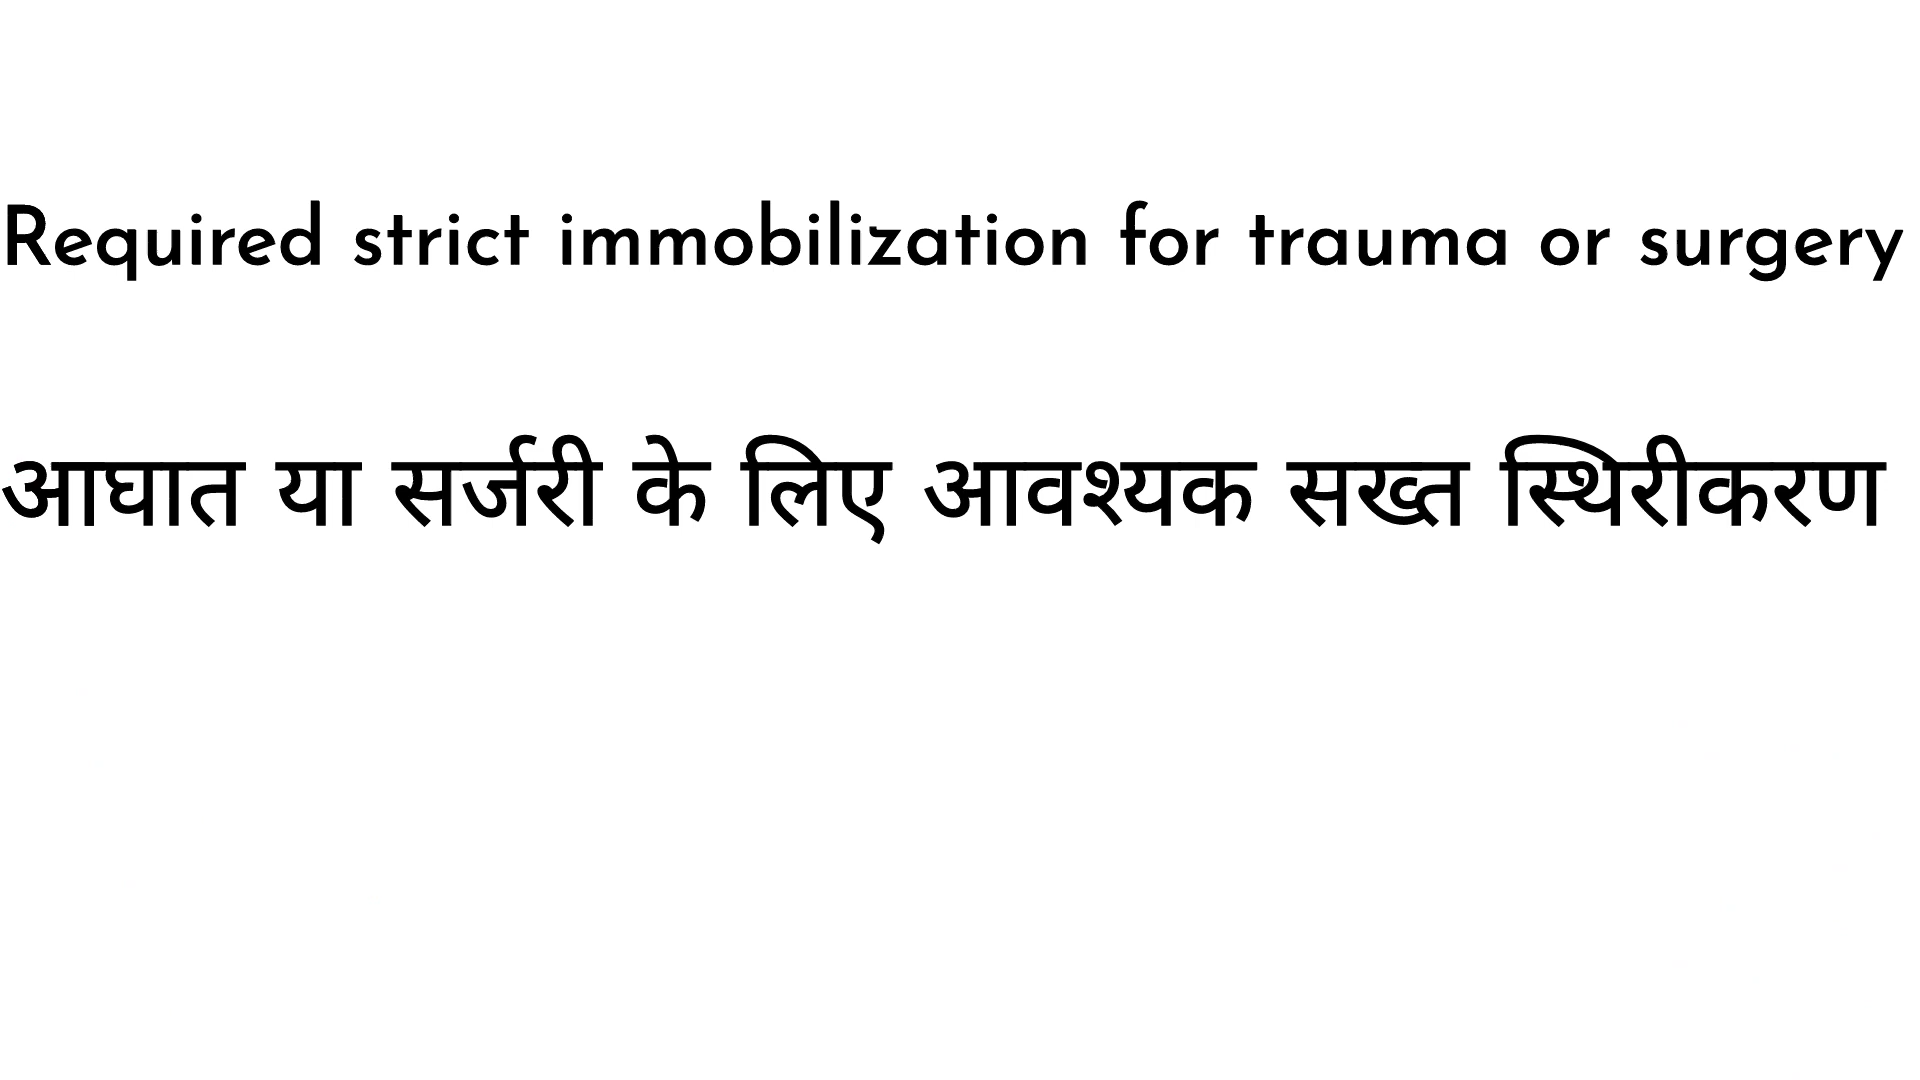 Required strict immobilization for trauma or surgery
आघात या सर्जरी के लिए आवश्यक सख्त स्थिरीकरण